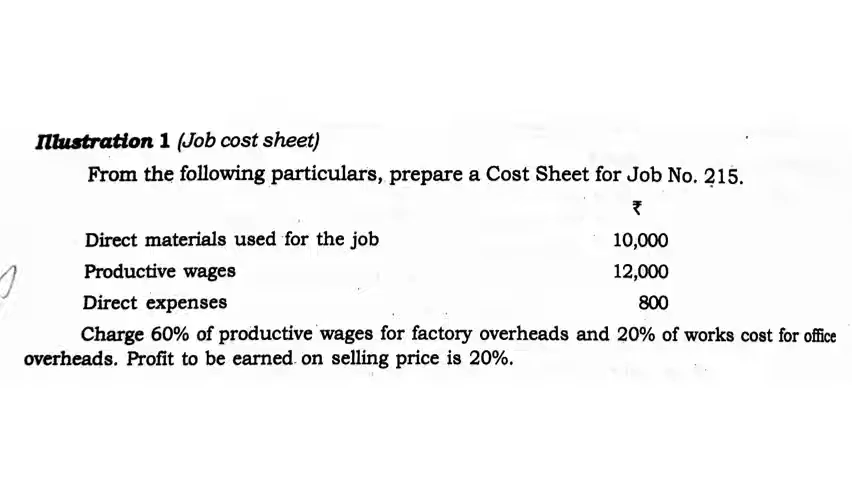 Illustration 1 (Job cost sheet)
From the following particulars, prepare a Cost Sheet for Job No. 215.
₹
Direct materials used for the job 10,000
Productive wages 12,000
Direct expenses 800
Charge 60% of productive wages for factory overheads and 20% of works cost for office
overheads. Profit to be earned on selling price is 20%.